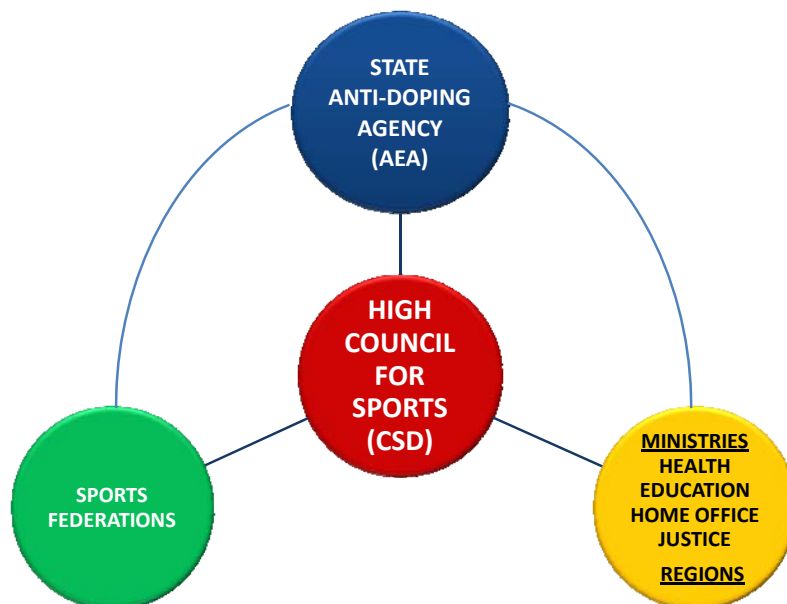 STATE
ANTI-DOPING
AGENCY
(AEA)
HIGH
COUNCIL
FOR
SPORTS
(CSD)
SPORTS
FEDERATIONS
MINISTRIES
HEALTH
EDUCATION
HOME OFFICE
JUSTICE
REGIONS